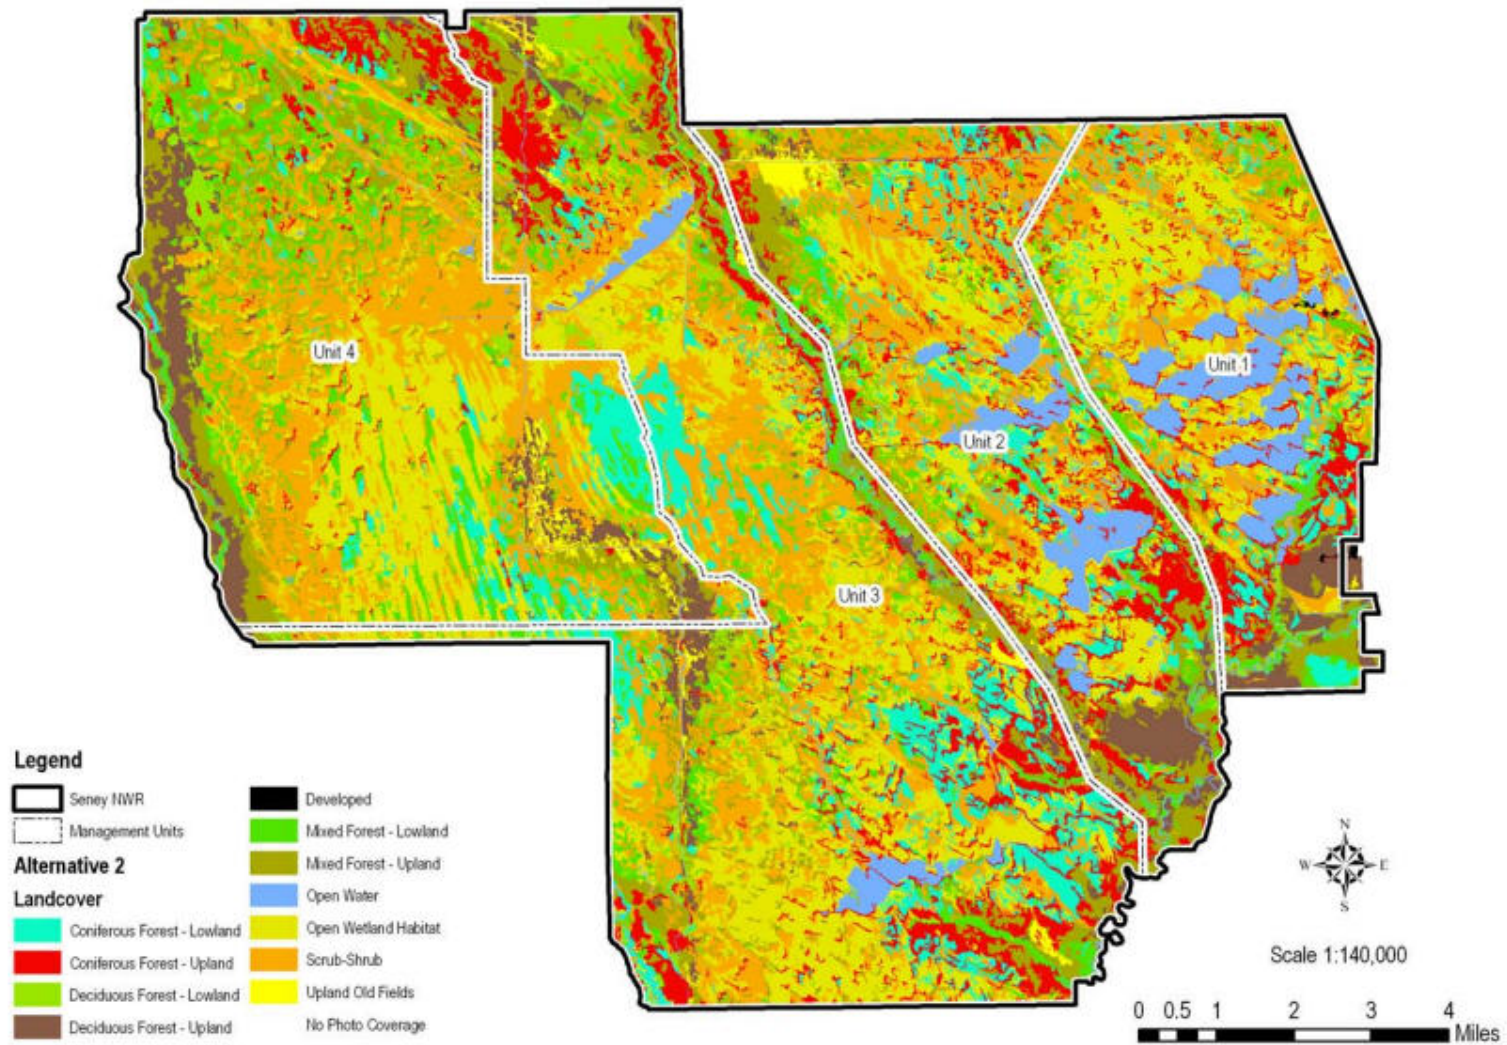 Unit 4
Unit 1
Unit 2
Unit 3
Legend
Seney NWR
Management Units
Alternative 2
Landcover
Coniferous Forest - Lowland
Coniferous Forest - Upland
Deciduous Forest - Lowland
Deciduous Forest - Upland
Developed
Mixed Forest - Lowland
Mixed Forest - Upland
Open Water
Open Wetland Habitat
Scrub-Shrub
Upland Old Fields
No Photo Coverage
N
W E
S
Scale 1:140,000
0 0.5 1 2 3 4
Miles